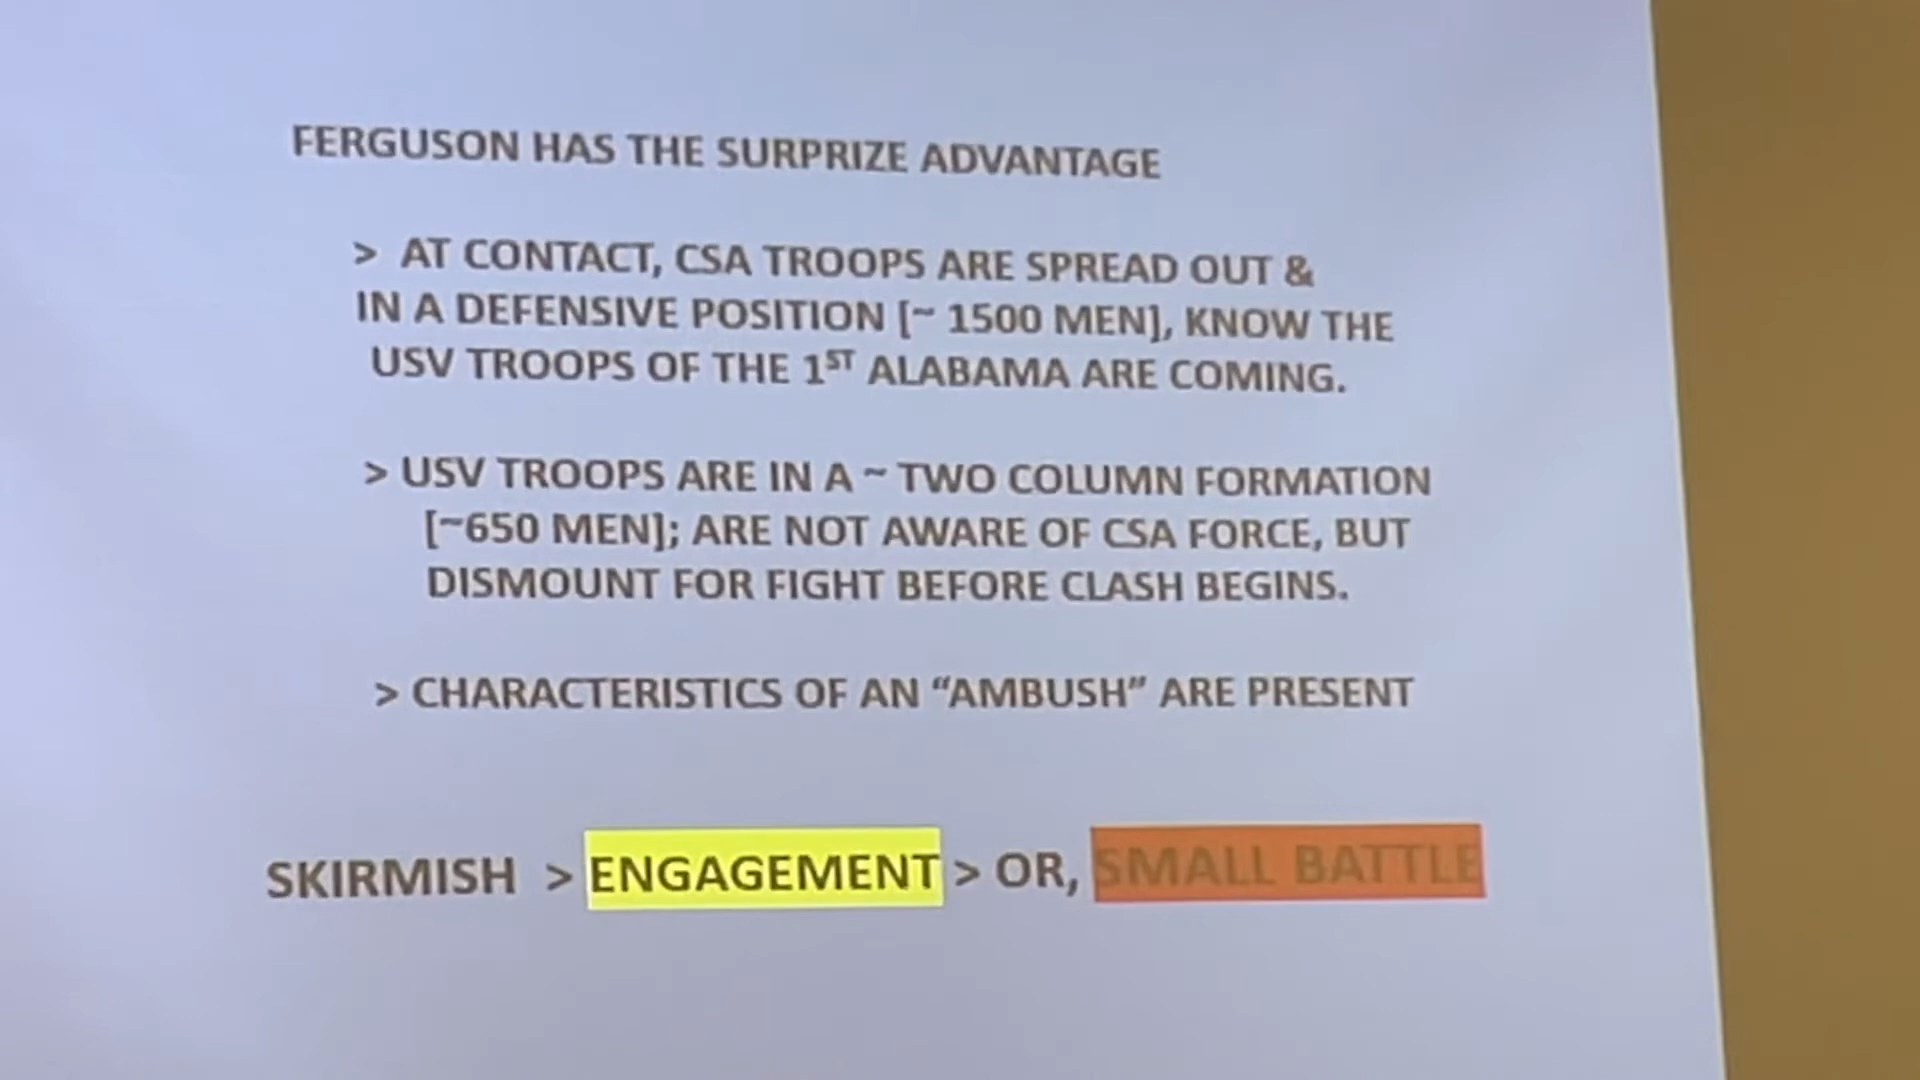 FERGUSON HAS THE SURPRIZE ADVANTAGE
> AT CONTACT, CSA TROOPS ARE SPREAD OUT &
IN A DEFENSIVE POSITION [~ 1500 MEN], KNOW THE
USV TROOPS OF THE 1ST ALABAMA ARE COMING.
> USV TROOPS ARE IN A ~ TWO COLUMN FORMATION
[~650 MEN]; ARE NOT AWARE OF CSA FORCE, BUT
DISMOUNT FOR FIGHT BEFORE CLASH BEGINS.
> CHARACTERISTICS OF AN “AMBUSH” ARE PRESENT
SKIRMISH > ENGAGEMENT > OR, SMALL BATTLE